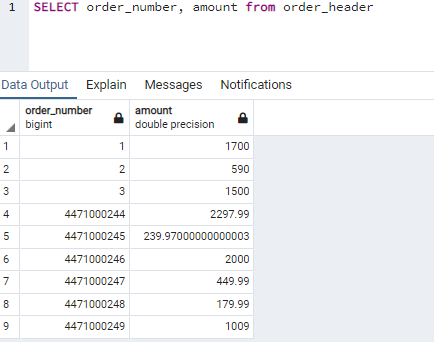 1 SELECT order_number, amount from order_header
Data Output Explain Messages Notifications
order_number amount
bigint double precision
1 1 1700
2 2 590
3 3 1500
4 4471000244 2297.99
5 4471000245 239.97000000000003
6 4471000246 2000
7 4471000247 449.99
8 4471000248 179.99
9 4471000249 1009